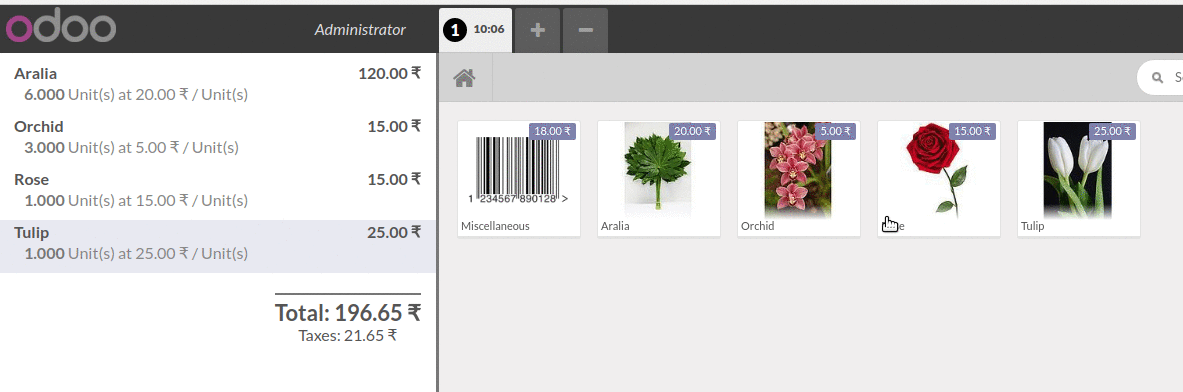 odoo
Administrator
1 10:06
Aralia 120.00 ₹
6.000 Unit(s) at 20.00 ₹ / Unit(s)
Orchid 15.00 ₹
3.000 Unit(s) at 5.00 ₹ / Unit(s)
Rose 15.00 ₹
1.000 Unit(s) at 15.00 ₹ / Unit(s)
Tulip 25.00 ₹
1.000 Unit(s) at 25.00 ₹ / Unit(s)
Total: 196.65 ₹
Taxes: 21.65 ₹
18.00 ₹
1 234567 890128 >
Miscellaneous
20.00 ₹
Aralia
5.00 ₹
Orchid
15.00 ₹
25.00 ₹
Tulip